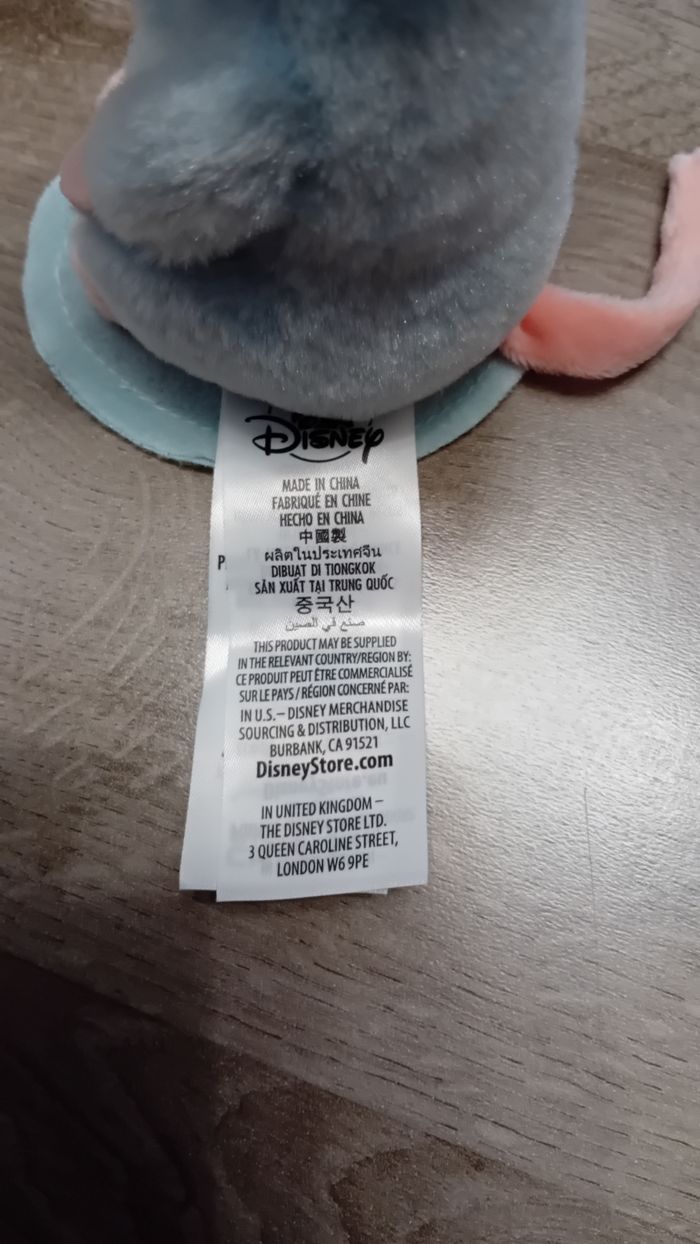 Disney
MADE IN CHINA
FABRIQUÉ EN CHINE
HECHO EN CHINA
中國製
ผลิตในประเทศจีน
DIBUAT DI TIONGKOK
SẢN XUẤT TẠI TRUNG QUỐC
중국산
صنع في الصين
THIS PRODUCT MAY BE SUPPLIED
IN THE RELEVANT COUNTRY/REGION BY:
CE PRODUIT PEUT ÊTRE COMMERCIALISÉ
SUR LE PAYS / RÉGION CONCERNÉ PAR:
IN U.S. – DISNEY MERCHANDISE
SOURCING & DISTRIBUTION, LLC
BURBANK, CA 91521
DisneyStore.com
IN UNITED KINGDOM –
THE DISNEY STORE LTD.
3 QUEEN CAROLINE STREET,
LONDON W6 9PE